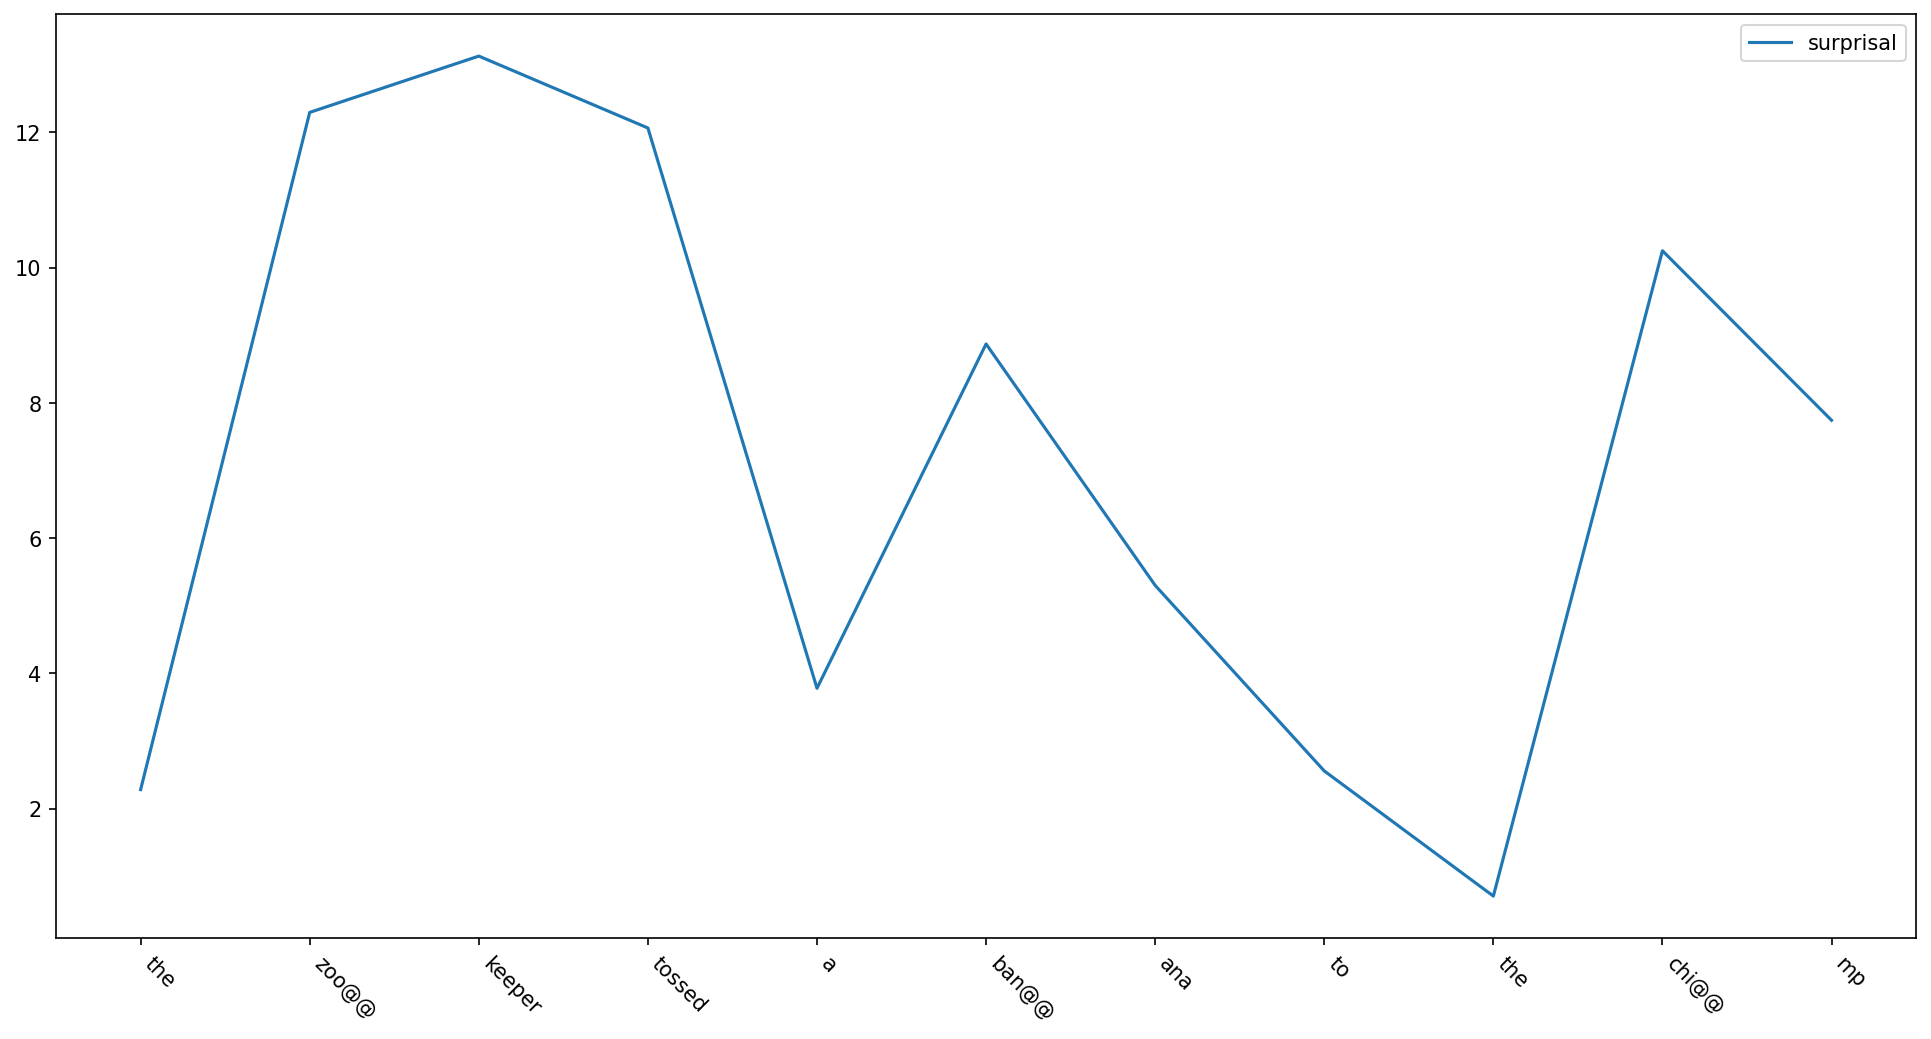 surprisal
12
10
8
6
4
2
the
zoo@@
keeper
tossed
a
ban@@
ana
to
the
chi@@
mp